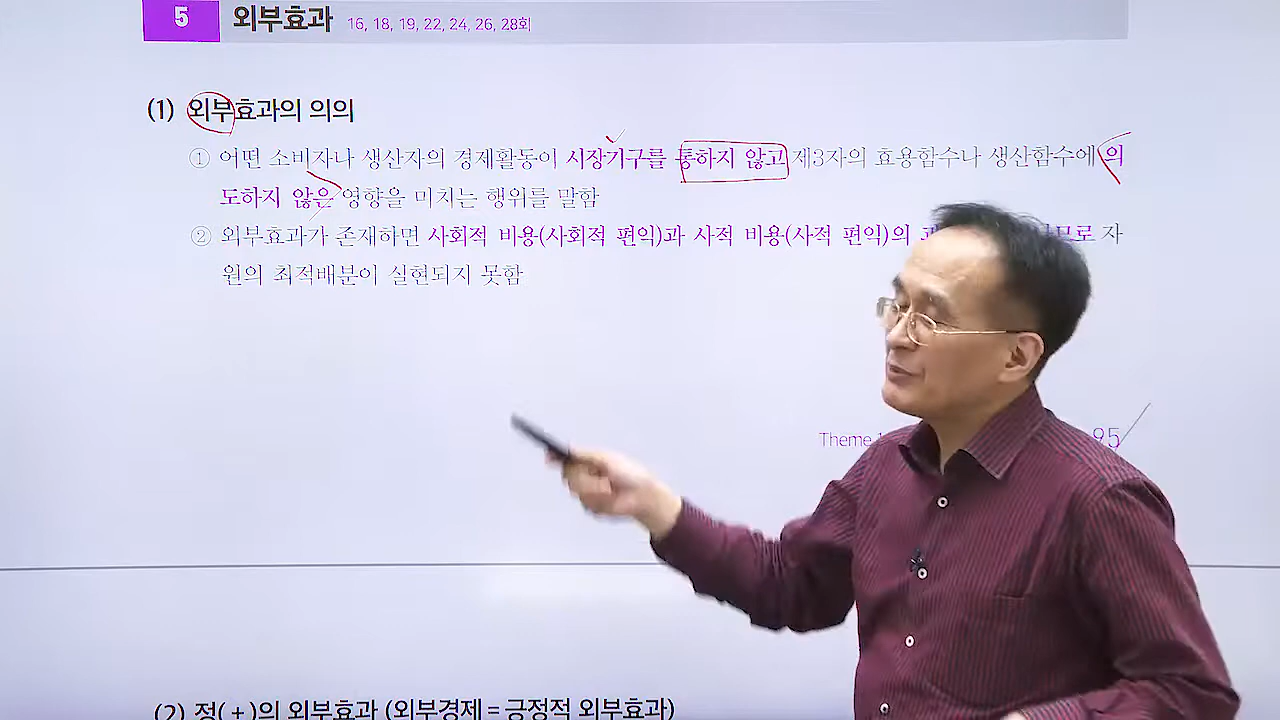 5 외부효과 16, 18, 19, 22, 24, 26, 28회
(1) 외부효과의 의의
① 어떤 소비자나 생산자의 경제활동이 시장기구를 통하지 않고 제3자의 효용함수나 생산함수에 의
도하지 않은 영향을 미치는 행위를 말함
② 외부효과가 존재하면 사회적 비용(사회적 편익)과 사적 비용(사적 편익)의 자
원의 최적배분이 실현되지 못함
Theme 95
(2) 정(+)의 외부효과 (외부경제 = 긍정적 외부효과)